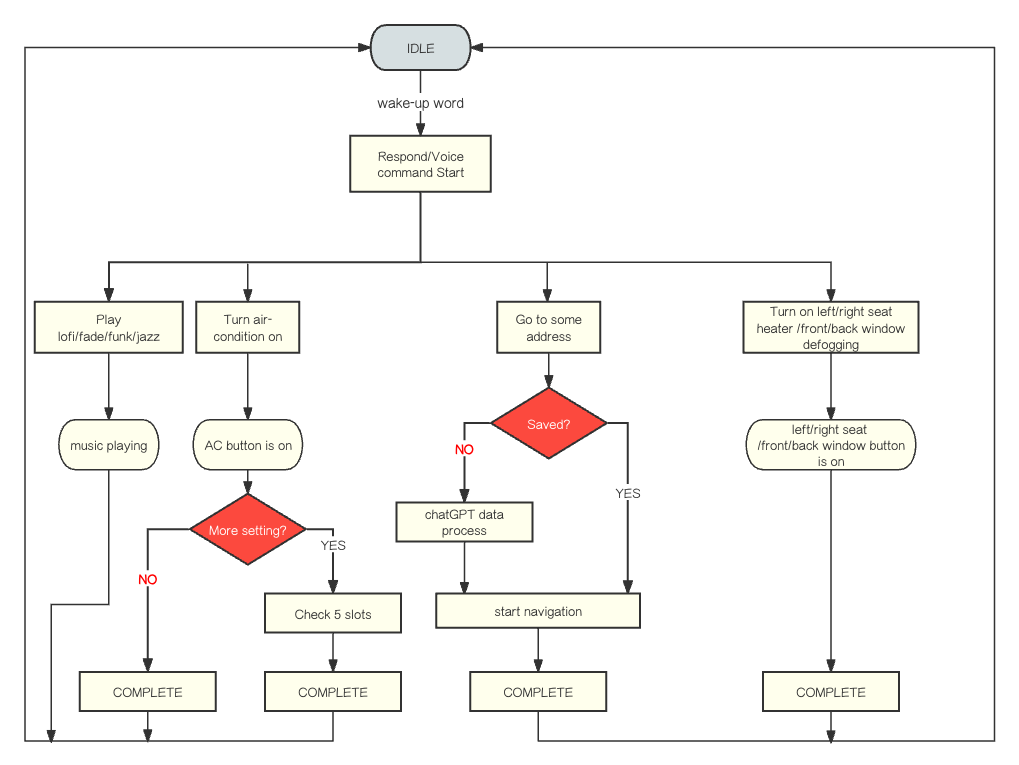 IDLE
wake-up word
Respond/Voice
command Start
Play
lofi/fade/funk/jazz
Turn air-
condition on
Go to some
address
Turn on left/right seat
heater /front/back window
defogging
music playing
AC button is on
Saved?
left/right seat
/front/back window button
is on
NO
YES
chatGPT data
process
More setting?
YES
NO
Check 5 slots
start navigation
COMPLETE
COMPLETE
COMPLETE
COMPLETE